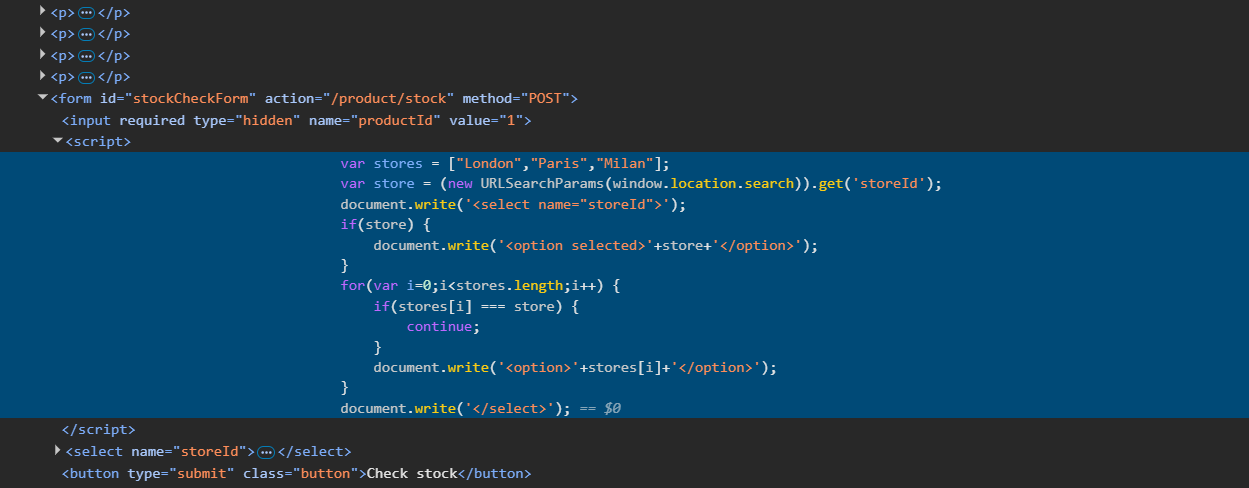 <p>···</p>
<p>···</p>
<p>···</p>
<p>···</p>
<form id="stockCheckForm" action="/product/stock" method="POST">
<input required type="hidden" name="productId" value="1">
<script>
var stores = ["London","Paris","Milan"];
var store = (new URLSearchParams(window.location.search)).get('storeId');
document.write('<select name="storeId">');
if(store) {
document.write('<option selected>'+store+'</option>');
}
for(var i=0;i<stores.length;i++) {
if(stores[i] === store) {
continue;
}
document.write('<option>'+stores[i]+'</option>');
}
document.write('</select>'); == $0
</script>
<select name="storeId">···</select>
<button type="submit" class="button">Check stock</button>